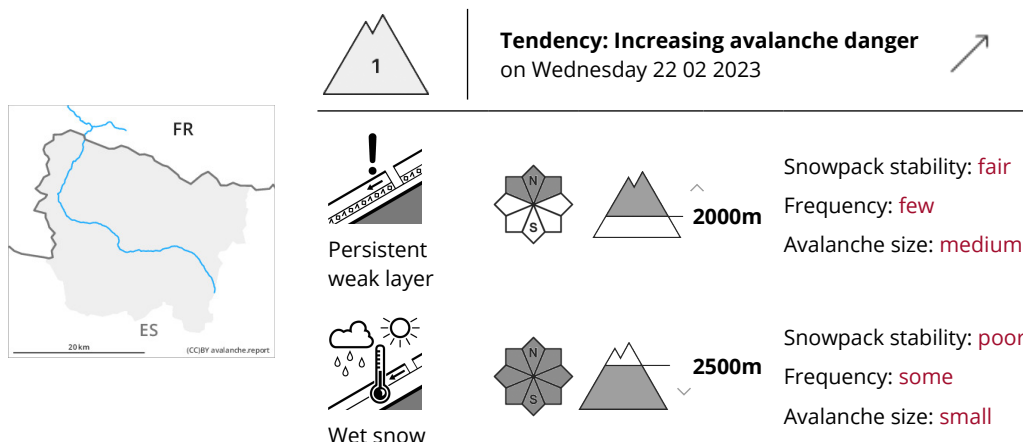 1
Tendency: Increasing avalanche danger
on Wednesday 22 02 2023
FR
ES
20 km
(CC)BY avalanche.report
Persistent
weak layer
N
S
2000m
Snowpack stability: fair
Frequency: few
Avalanche size: medium
Wet snow
N
S
2500m
Snowpack stability: poor
Frequency: some
Avalanche size: small